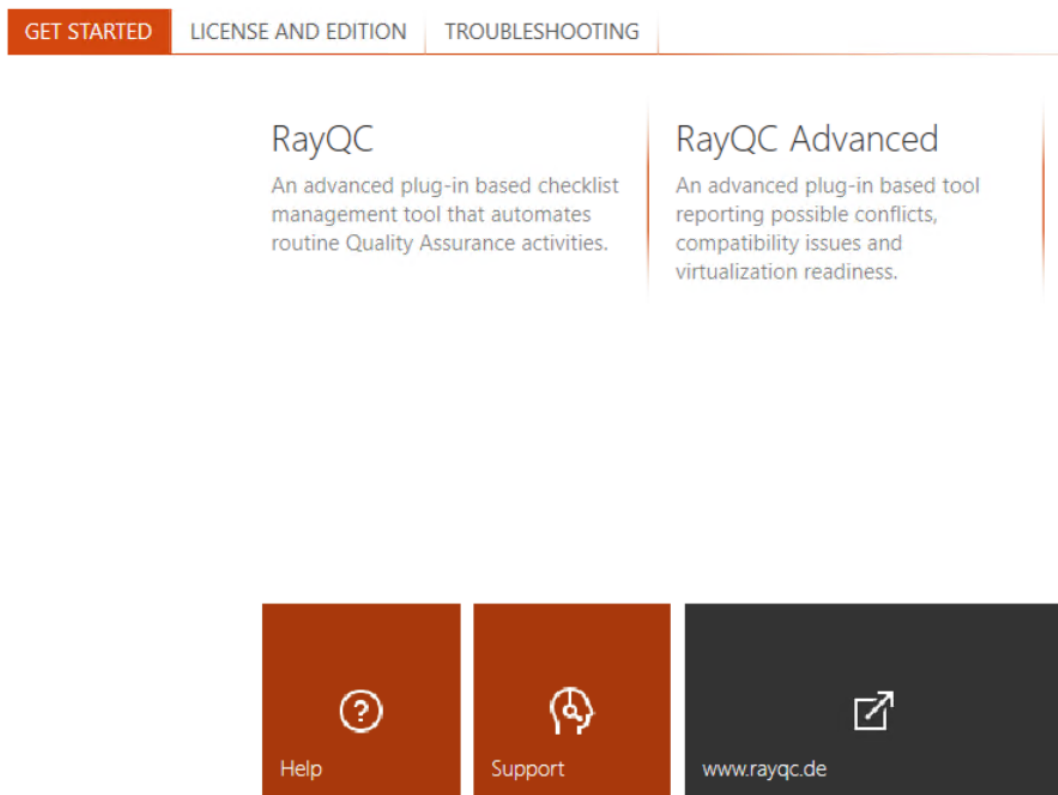 GET STARTED LICENSE AND EDITION TROUBLESHOOTING
RayQC
An advanced plug-in based checklist
management tool that automates
routine Quality Assurance activities.
RayQC Advanced
An advanced plug-in based tool
reporting possible conflicts,
compatibility issues and
virtualization readiness.
Help
Support
www.rayqc.de